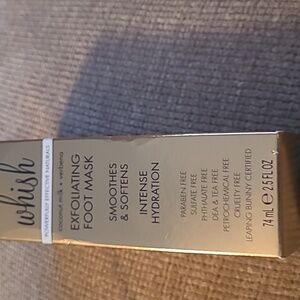 whish
POWERFULLY EFFECTIVE NATURALS
coconut milk + verbena
EXFOLIATING
FOOT MASK
SMOOTHES
& SOFTENS
INTENSE
HYDRATION
PARABEN FREE
SULFATE FREE
PHTHALATE FREE
DEA & TEA FREE
PETROCHEMICAL FREE
CRUELTY FREE
LEAPING BUNNY CERTIFIED
74 mL e 2.5 FL OZ